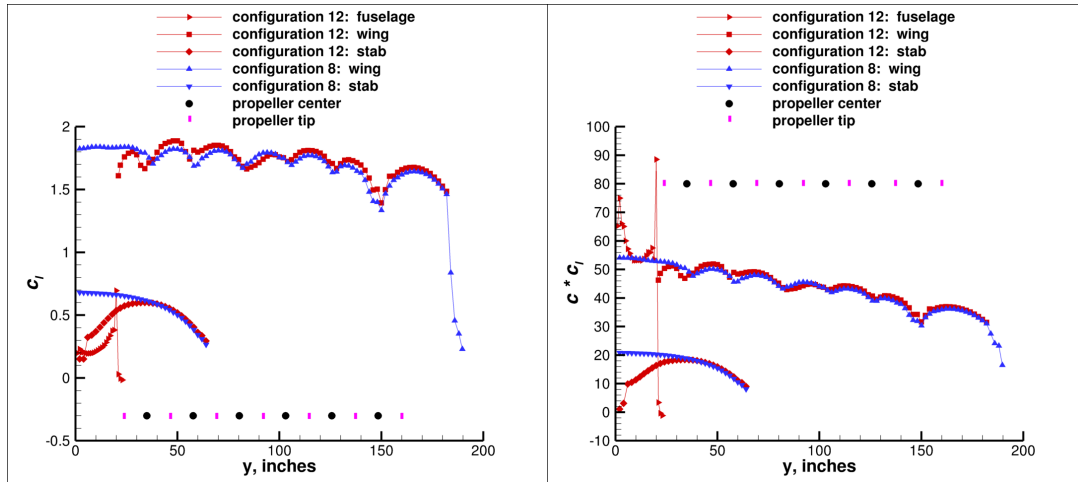 configuration 12: fuselage
configuration 12: wing
configuration 12: stab
configuration 8: wing
configuration 8: stab
propeller center
propeller tip
2
1.5
1
0.5
0
-0.5
c_l
0
50
100
150
200
y, inches
configuration 12: fuselage
configuration 12: wing
configuration 12: stab
configuration 8: wing
configuration 8: stab
propeller center
propeller tip
100
90
80
70
60
50
40
30
20
10
0
-10
c * c_l
0
50
100
150
200
y, inches